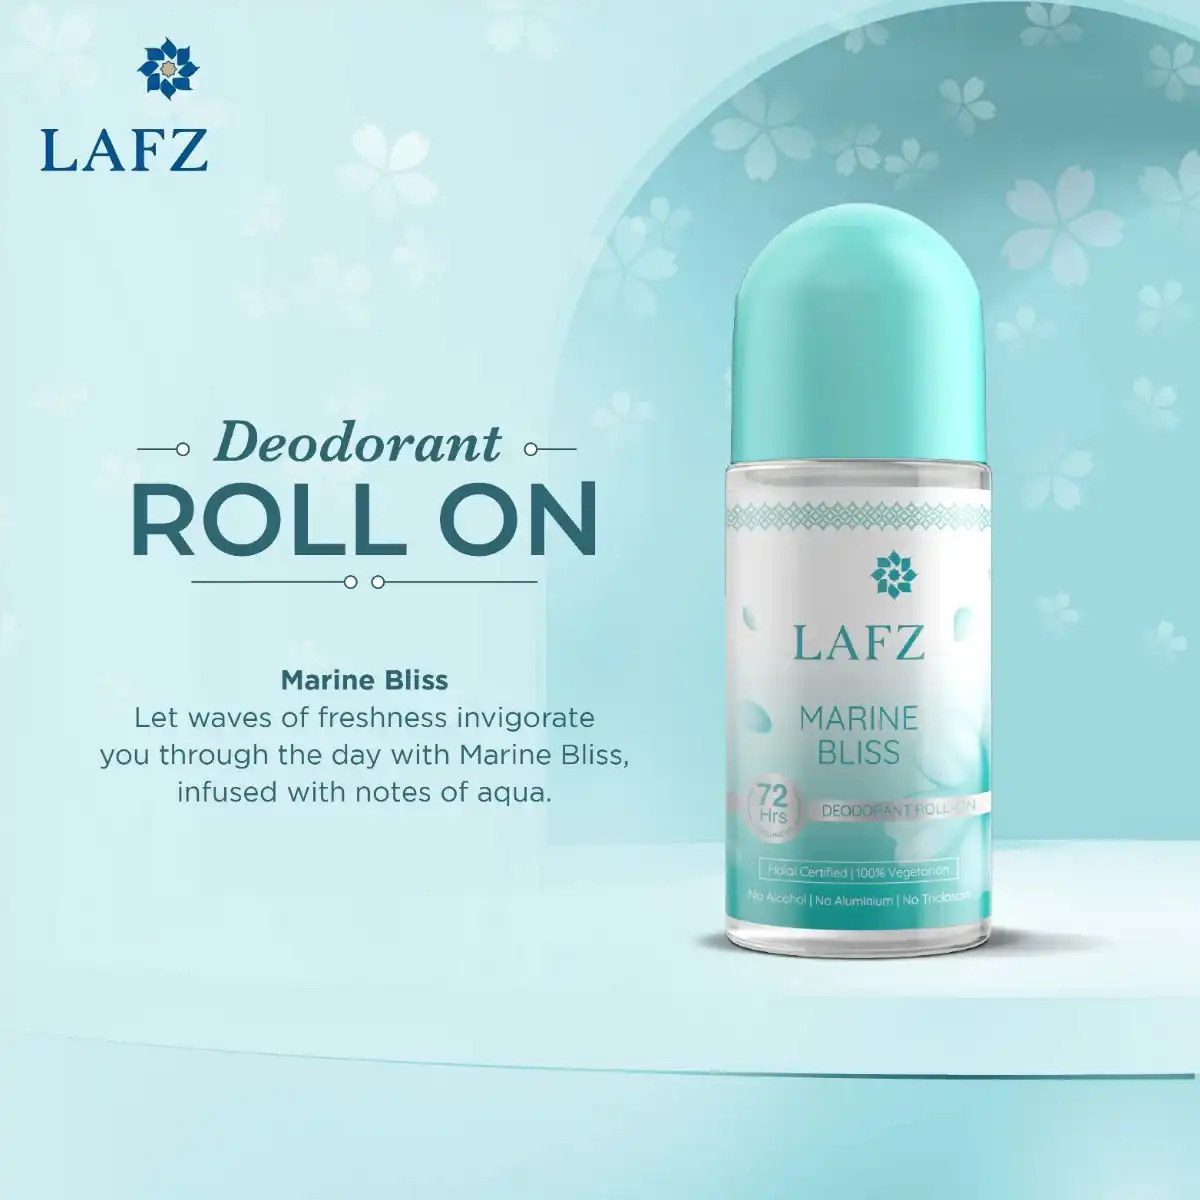 LAFZ
Deodorant
ROLL ON
Marine Bliss
Let waves of freshness invigorate
you through the day with Marine Bliss,
infused with notes of aqua.
LAFZ
MARINE
BLISS
72
Hrs
DEODORANT ROLL-ON
Halal Certified | 100% Vegetarian
No Alcohol | No Aluminium | No Triclosan